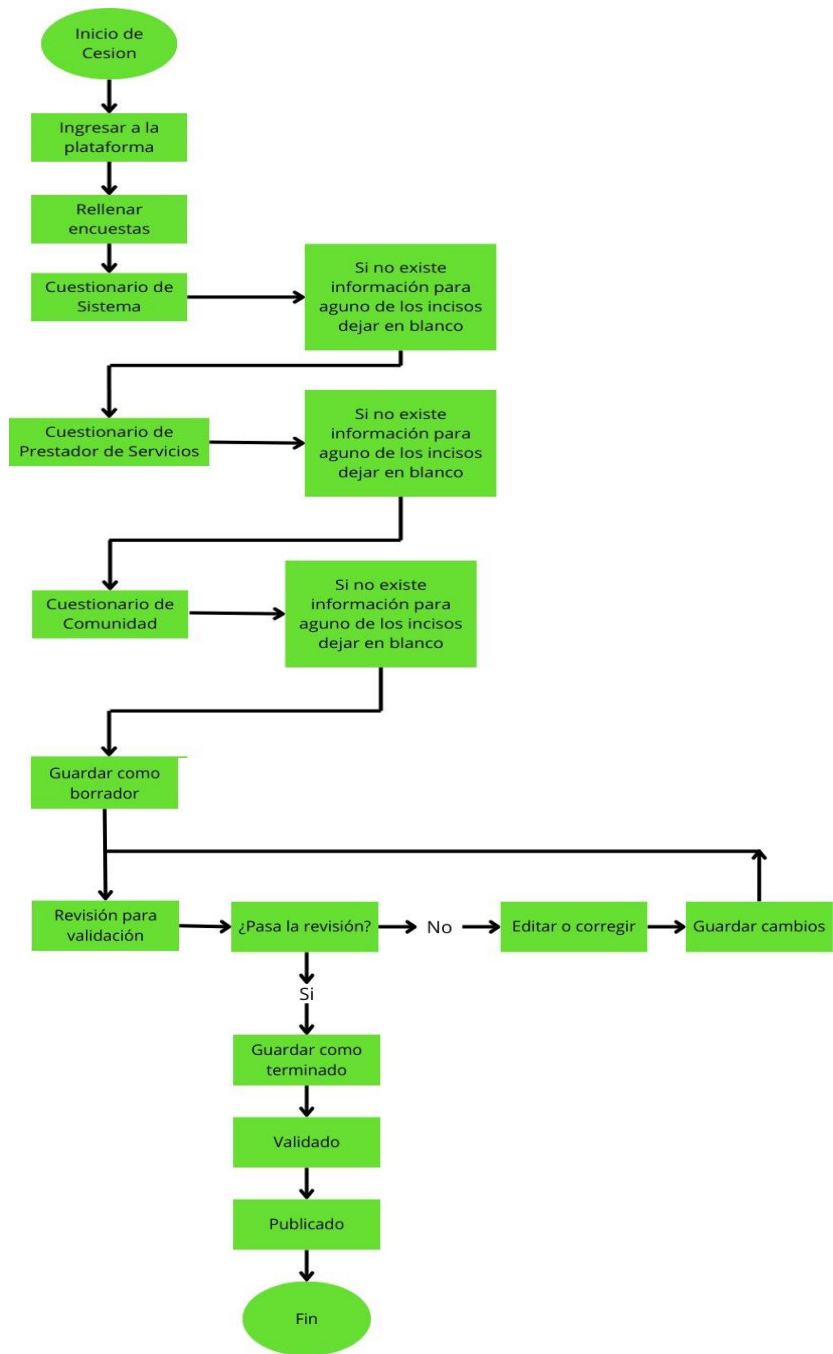 Inicio de
Cesion
Ingresar a la
plataforma
Rellenar
encuestas
Cuestionario de
Sistema
Si no existe
información para
aguno de los incisos
dejar en blanco
Cuestionario de
Prestador de Servicios
Si no existe
información para
aguno de los incisos
dejar en blanco
Cuestionario de
Comunidad
Si no existe
información para
aguno de los incisos
dejar en blanco
Guardar como
borrador
Revisión para
validación
¿Pasa la revisión?
No
Editar o corregir
Guardar cambios
Si
Guardar como
terminado
Validado
Publicado
Fin